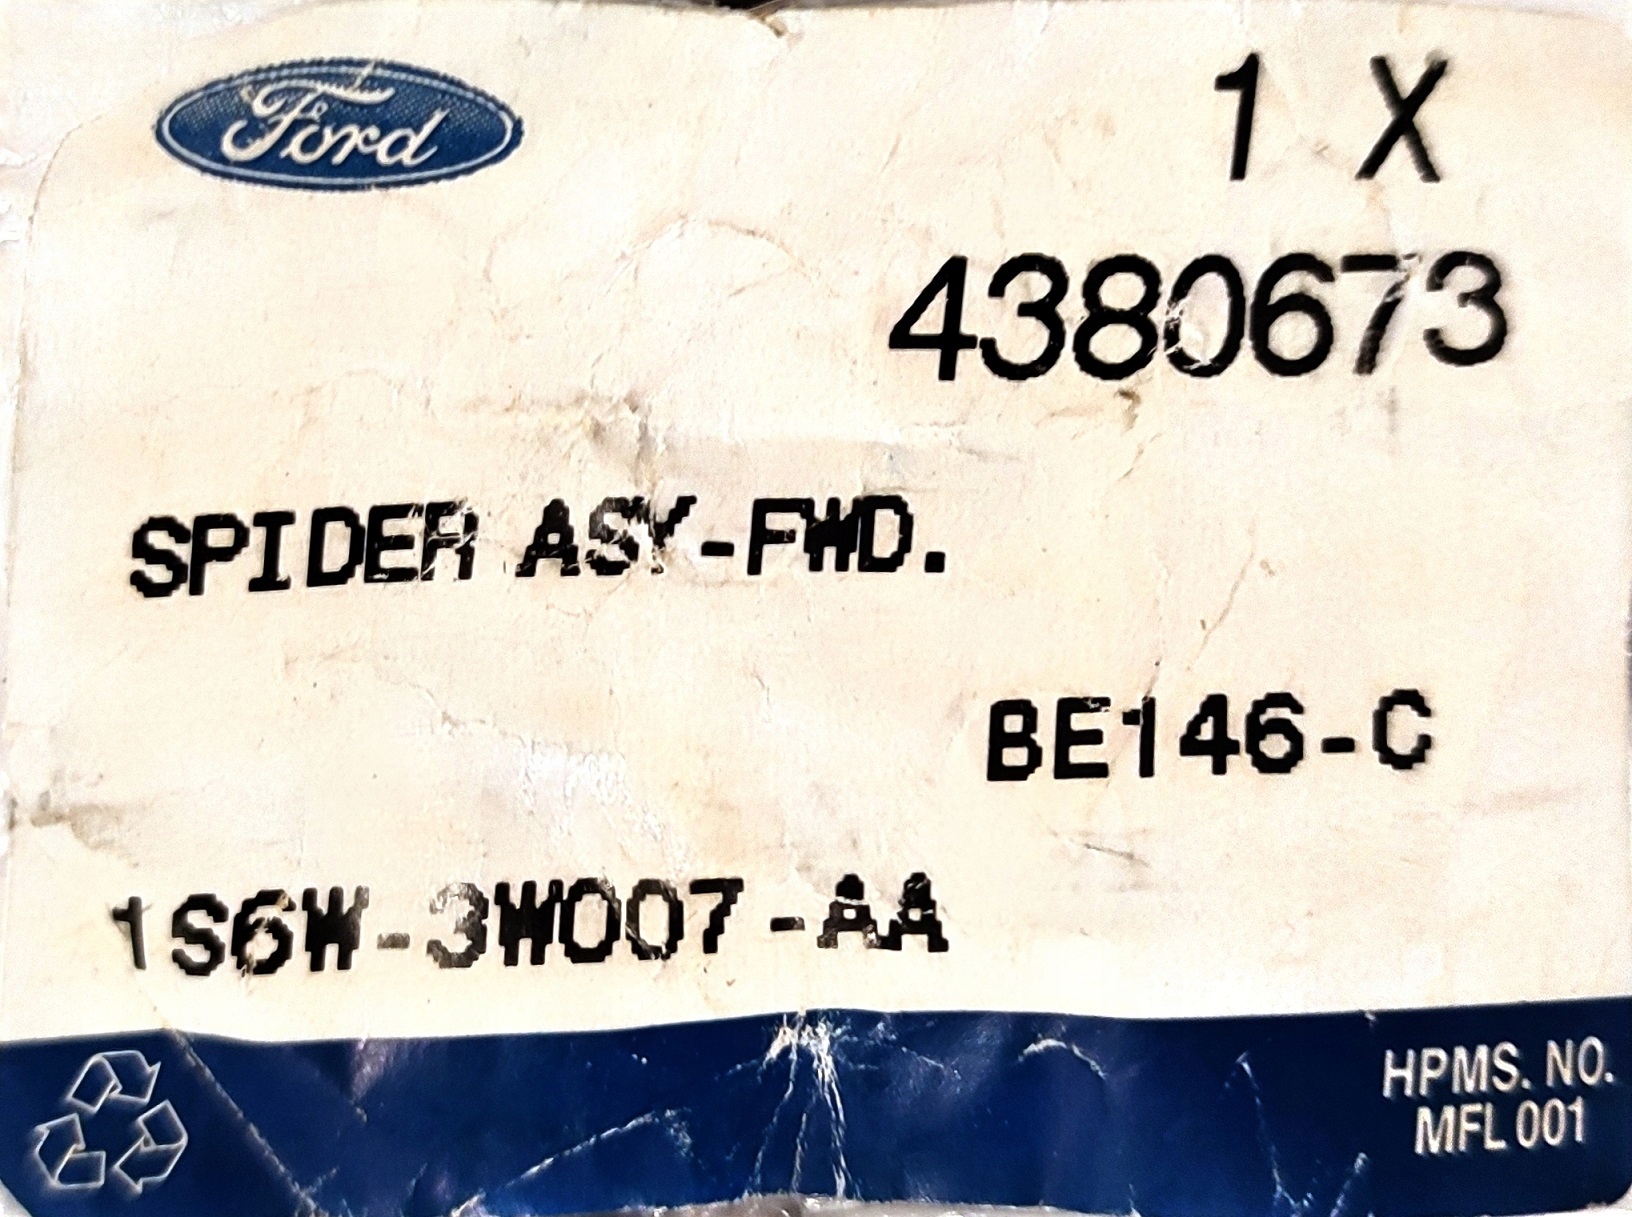 Ford
1 X
4380673
SPIDER ASY-FWD.
BE146-C
1S6W-3W007-AA
HPMS. NO.
MFL 001